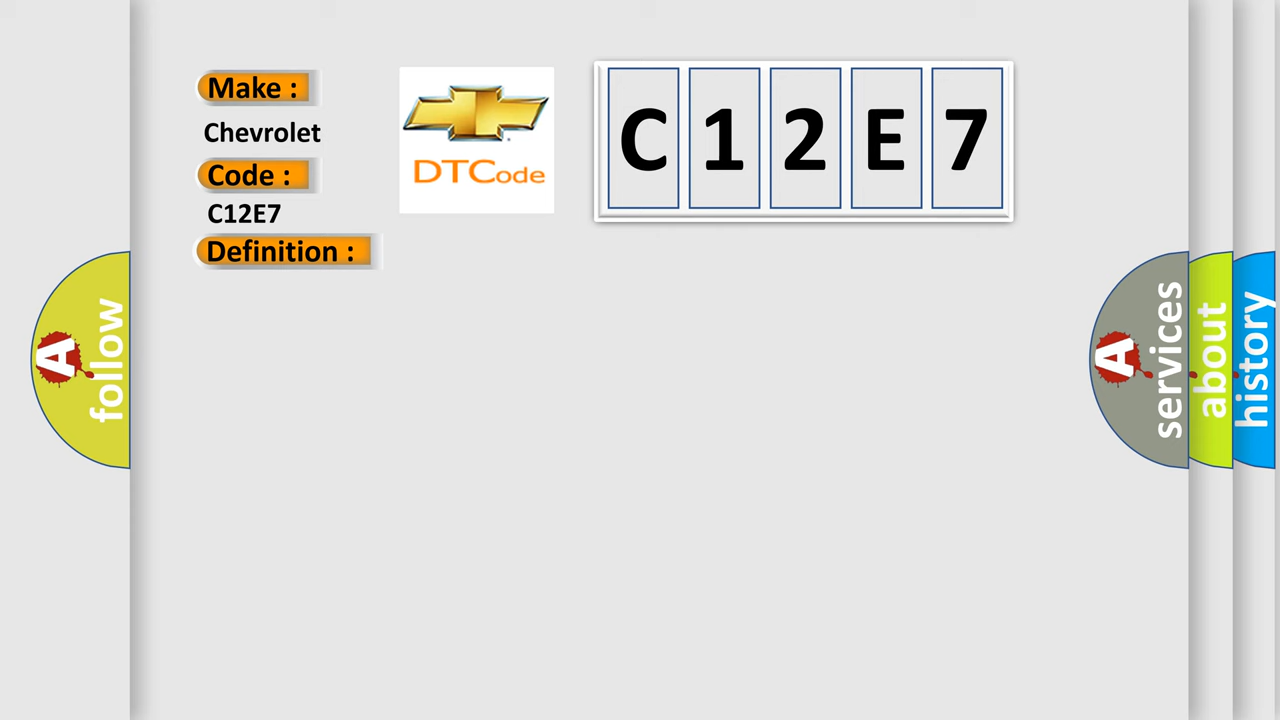 Make :
Chevrolet
Code :
C12E7
Definition :
DTCode
C 1 2 E 7
A
follow
A
services
about
history